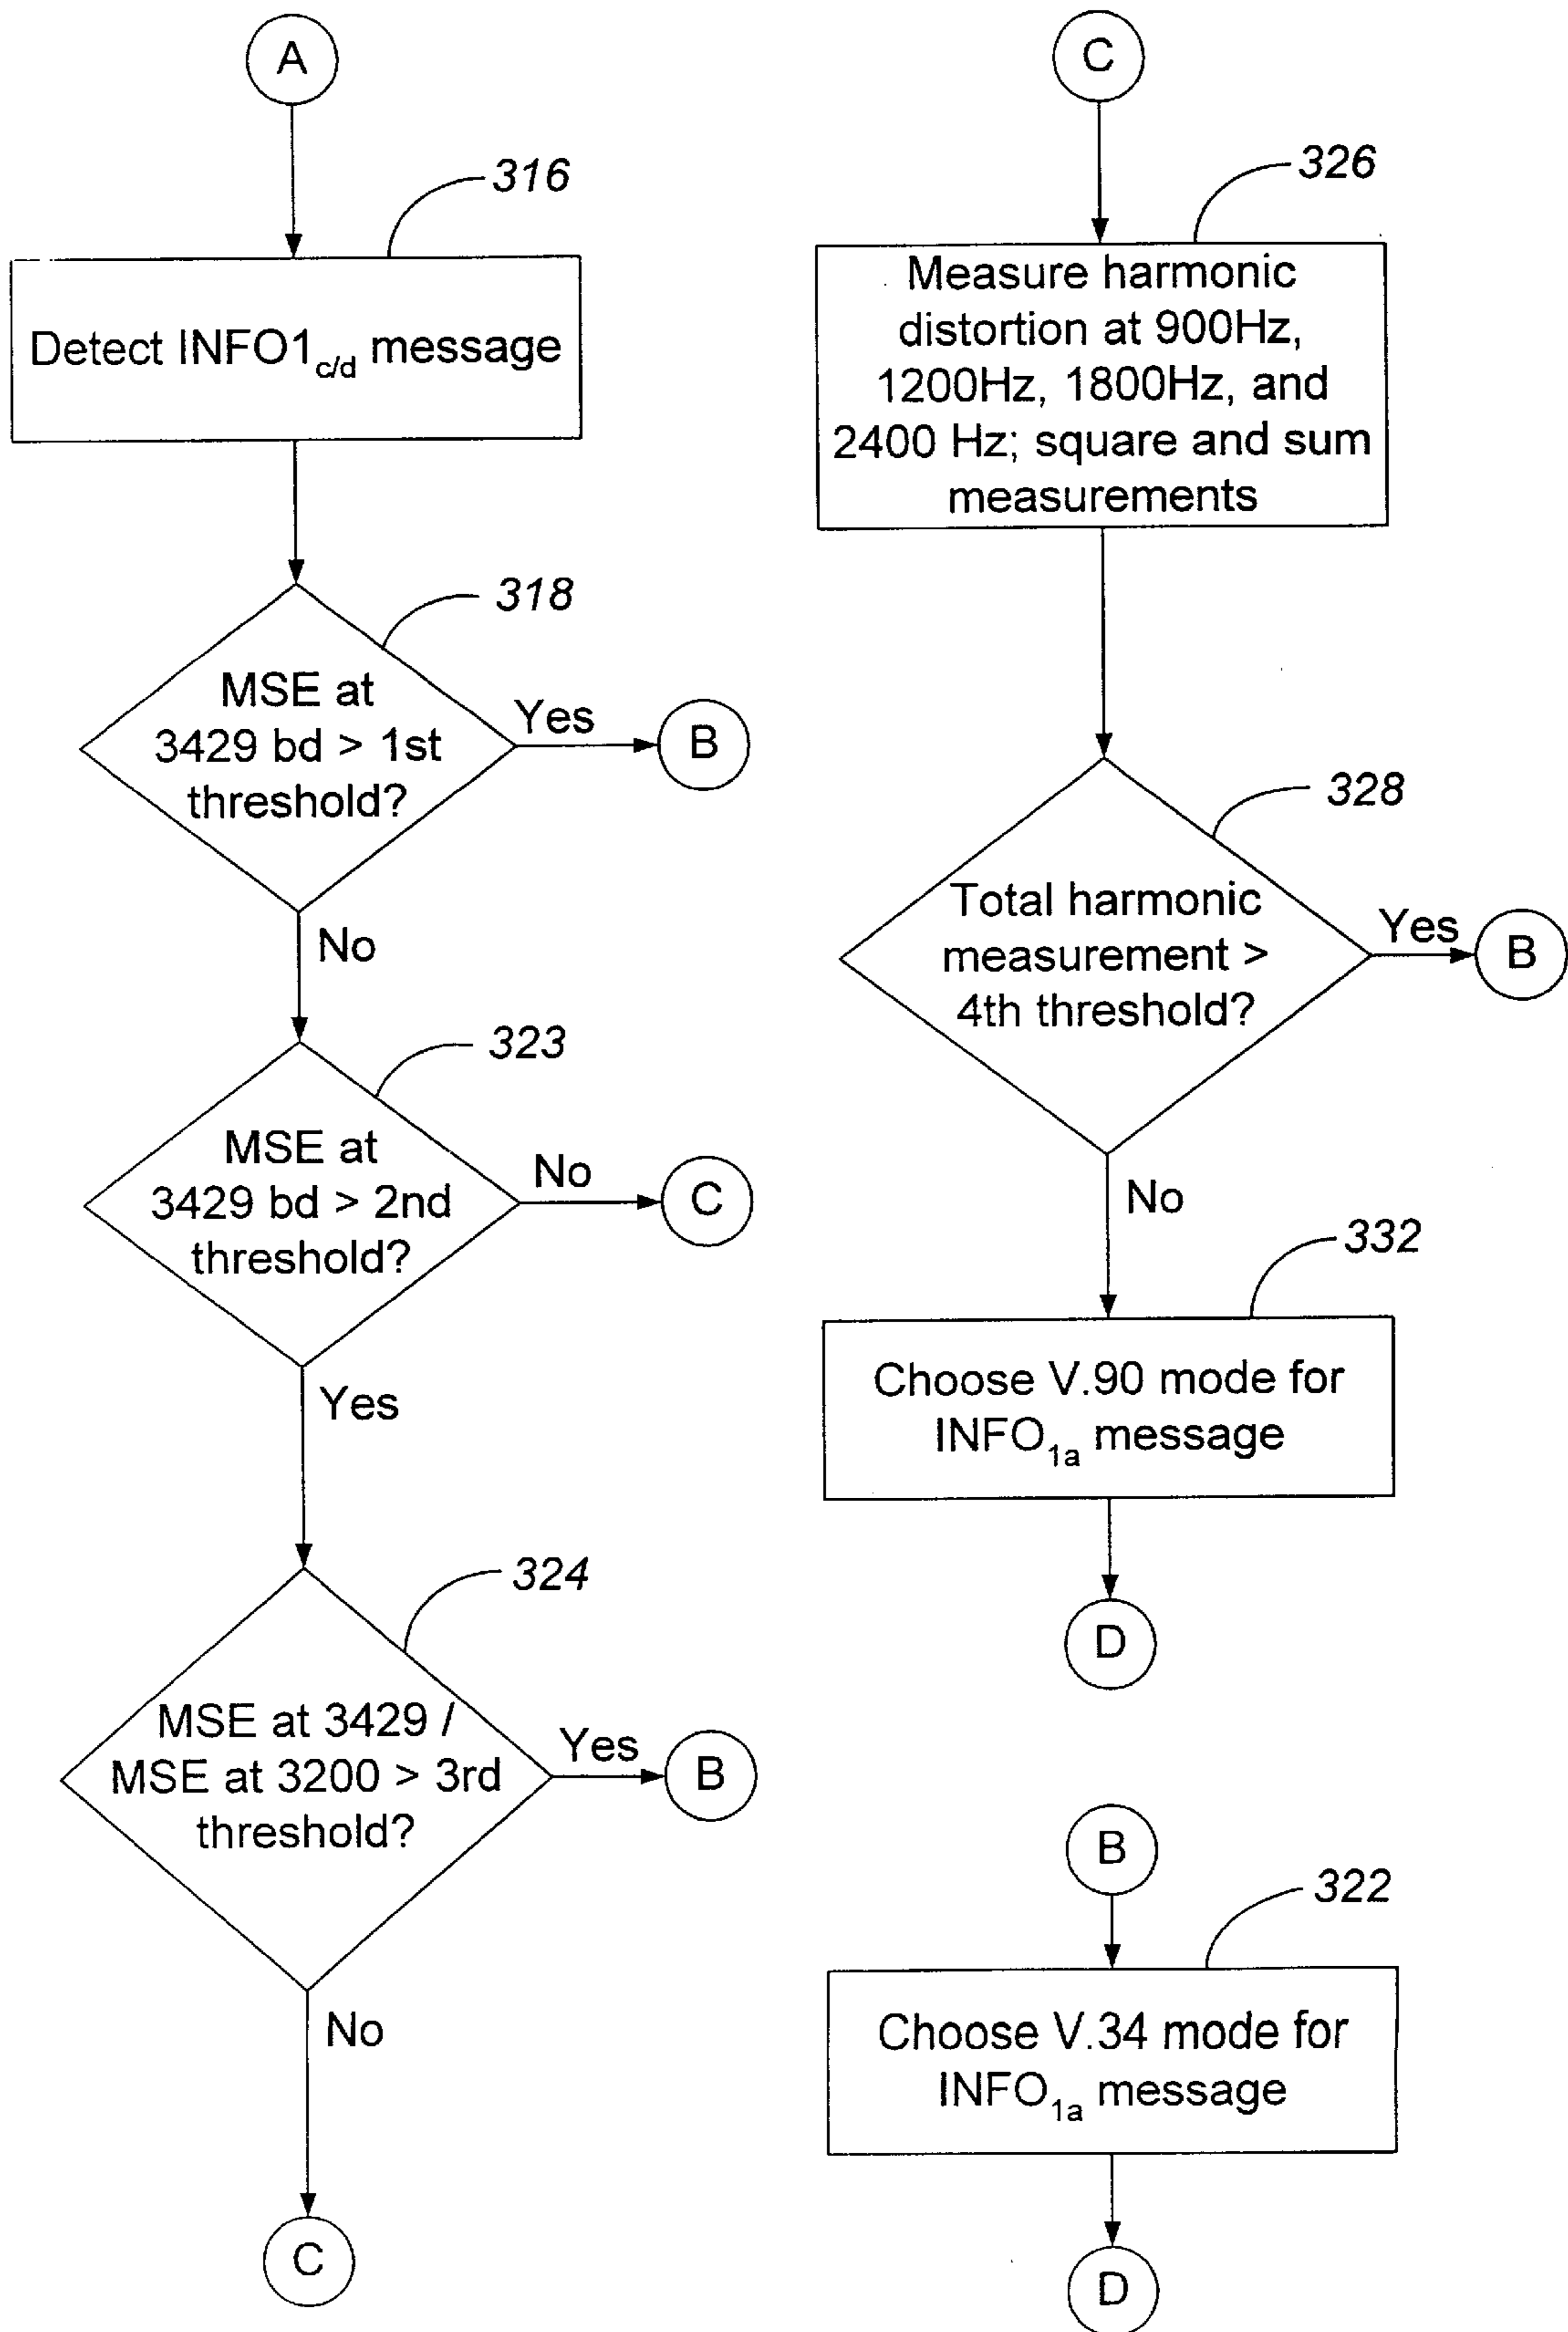 A
316
Detect INFO1c/d message
318
MSE at
3429 bd > 1st
threshold?
Yes
B
No
323
MSE at
3429 bd > 2nd
threshold?
No
C
Yes
324
MSE at 3429 /
MSE at 3200 > 3rd
threshold?
Yes
B
No
C
C
326
Measure harmonic
distortion at 900Hz,
1200Hz, 1800Hz, and
2400 Hz; square and sum
measurements
328
Total harmonic
measurement >
4th threshold?
Yes
B
No
332
Choose V.90 mode for
INFO1a message
D
B
322
Choose V.34 mode for
INFO1a message
D